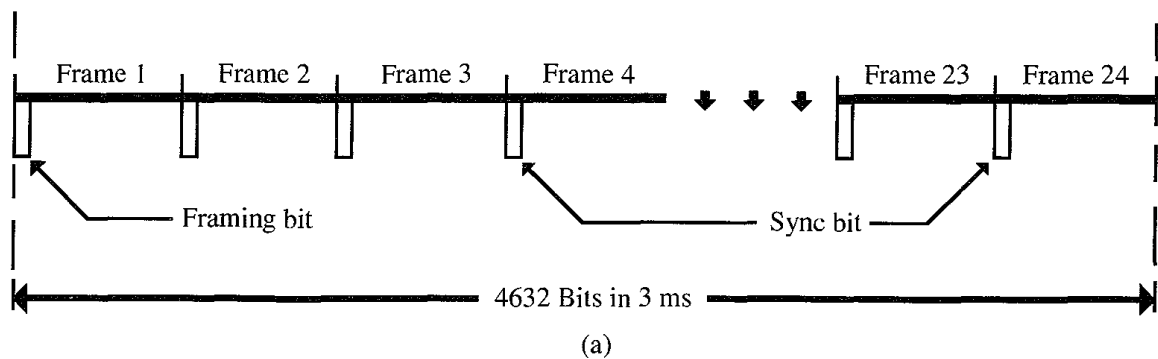 Frame 1 Frame 2 Frame 3 Frame 4 Frame 23 Frame 24
Framing bit Sync bit
4632 Bits in 3 ms
(a)